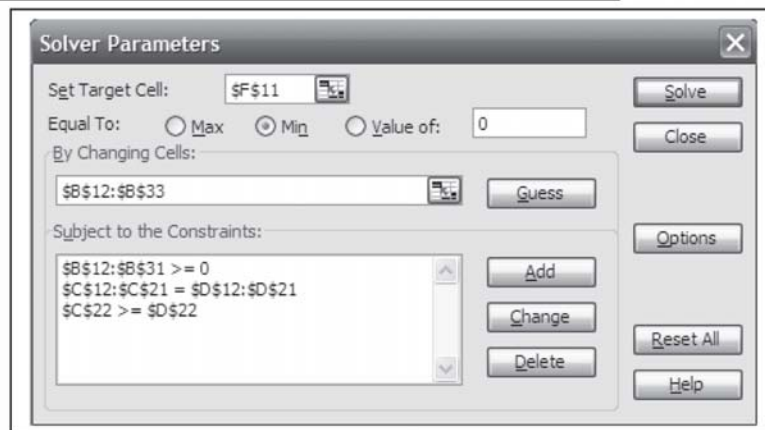 Solver Parameters
Set Target Cell: $F$11 Solve
Equal To: Max Min Value of: 0 Close
By Changing Cells:
$B$12:$B$33 Guess
Subject to the Constraints: Options
$B$12:$B$31 >= 0 Add
$C$12:$C$21 = $D$12:$D$21
$C$22 >= $D$22 Change
Reset All
Delete
Help